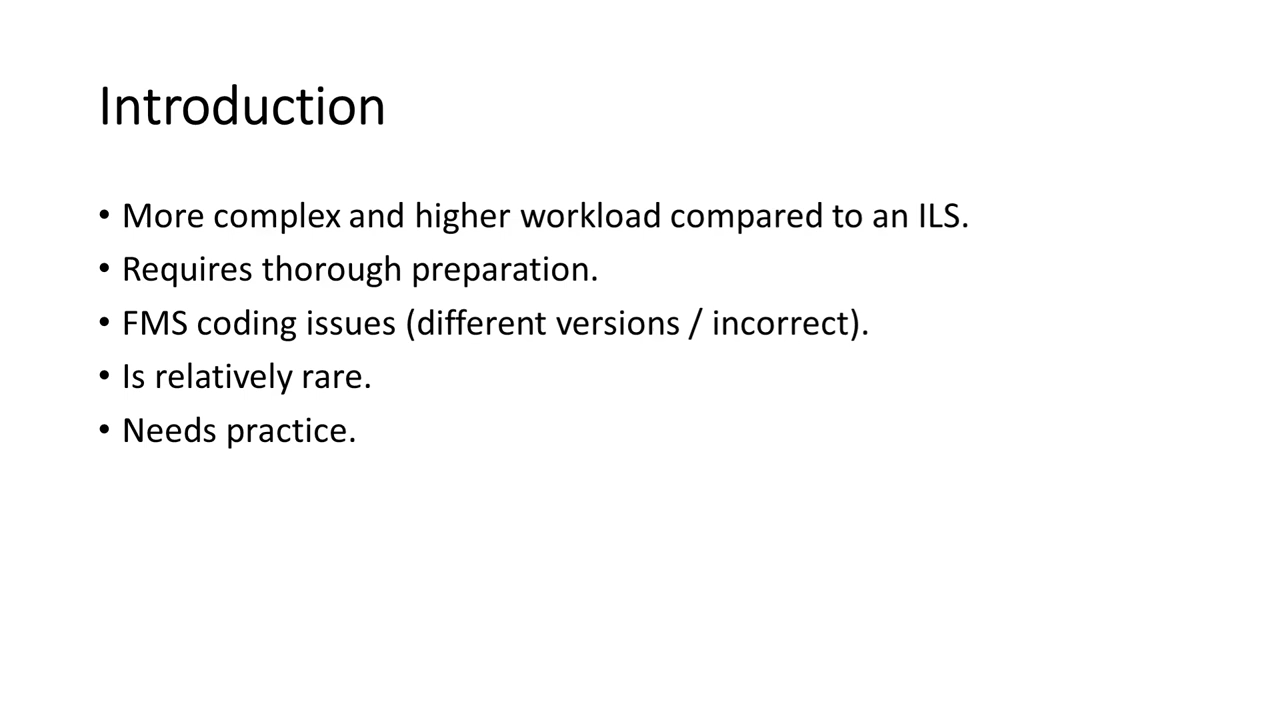 Introduction
• More complex and higher workload compared to an ILS.
• Requires thorough preparation.
• FMS coding issues (different versions / incorrect).
• Is relatively rare.
• Needs practice.